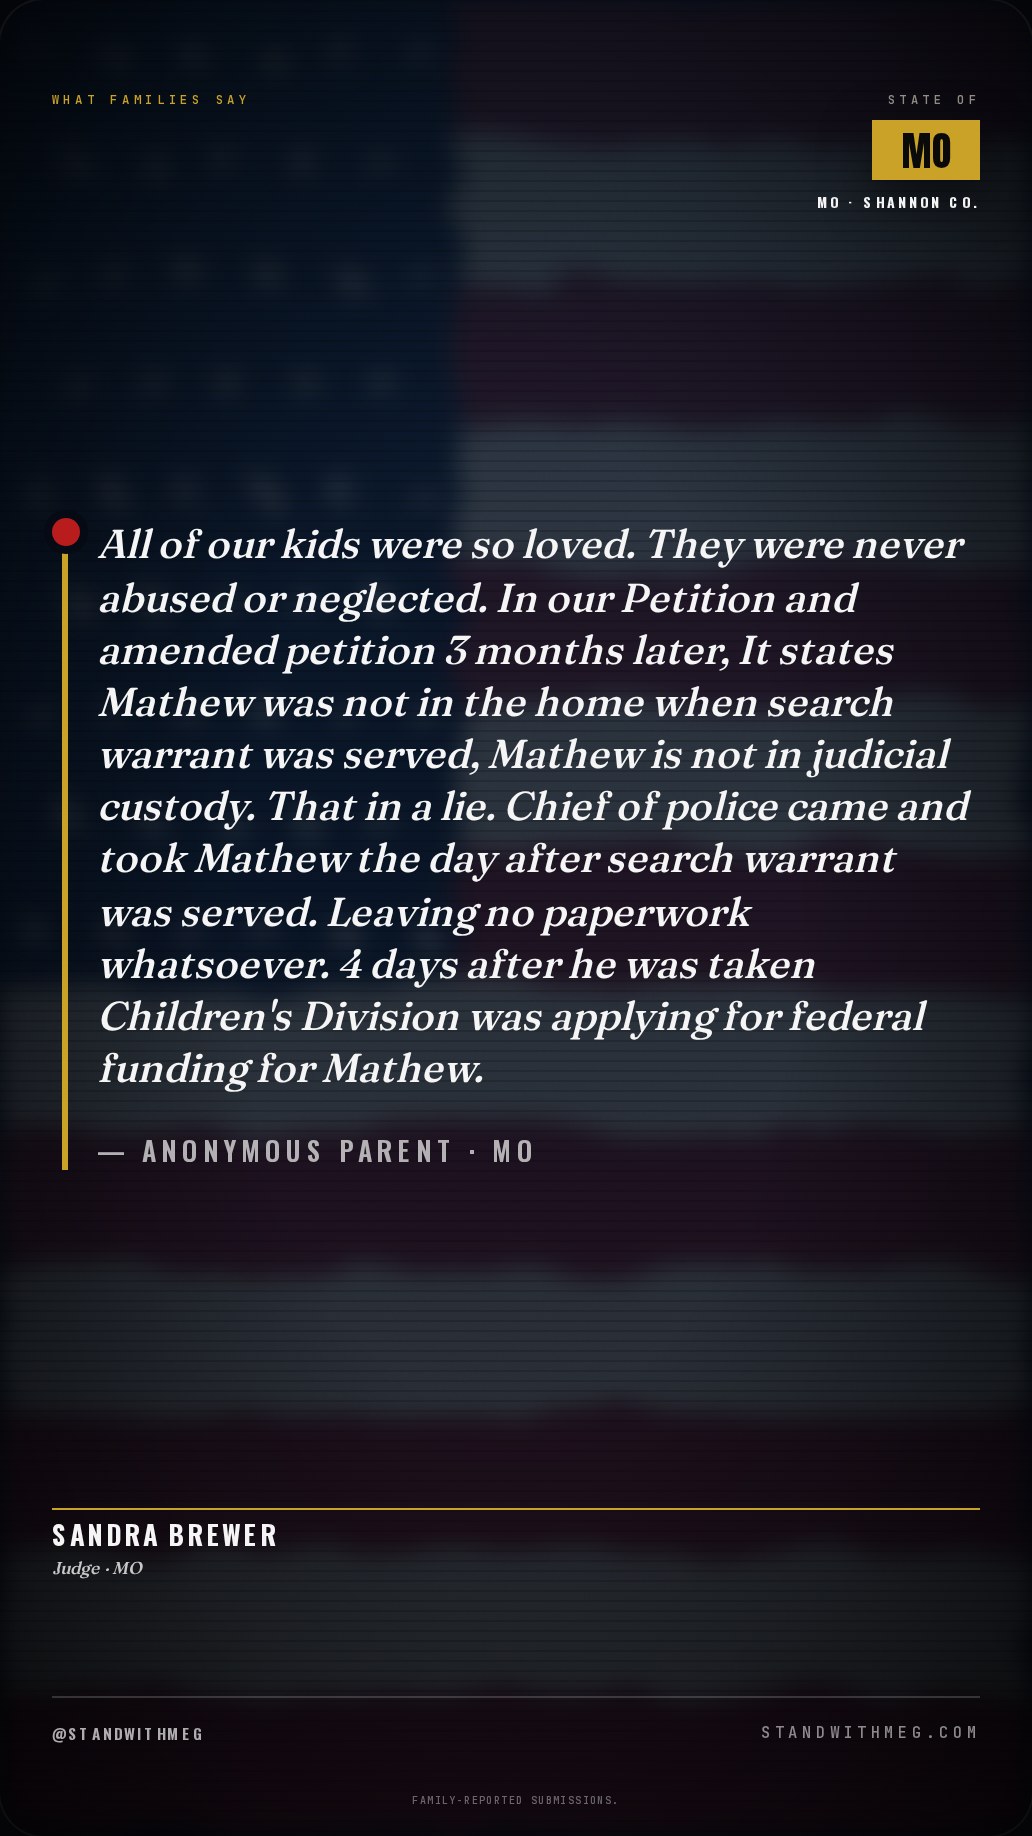 WHAT FAMILIES SAY
STATE OF
MO
MO · SHANNON CO.
All of our kids were so loved. They were never
abused or neglected. In our Petition and
amended petition 3 months later, It states
Mathew was not in the home when search
warrant was served, Mathew is not in judicial
custody. That in a lie. Chief of police came and
took Mathew the day after search warrant
was served. Leaving no paperwork
whatsoever. 4 days after he was taken
Children's Division was applying for federal
funding for Mathew.
— ANONYMOUS PARENT · MO
SANDRA BREWER
Judge · MO
@STANDWITHMEG
STANDWITHMEG.COM
FAMILY-REPORTED SUBMISSIONS.